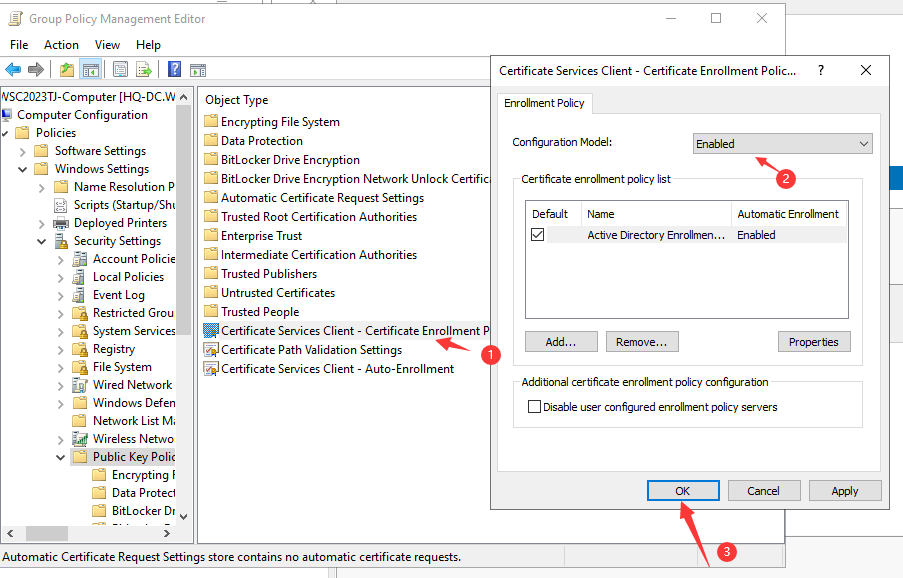 Group Policy Management Editor
File Action View Help
WSC2023TJ-Computer [HQ-DC.W
Computer Configuration
Policies
Software Settings
Windows Settings
Name Resolution P
Scripts (Startup/Shu
Deployed Printers
Security Settings
Account Policie
Local Policies
Event Log
Restricted Grou
System Services
Registry
File System
Wired Network
Windows Defen
Network List Ma
Wireless Netwo
Public Key Polic
Encrypting F
Data Protect
BitLocker Dr
Object Type
Encrypting File System
Data Protection
BitLocker Drive Encryption
BitLocker Drive Encryption Network Unlock Certifica
Automatic Certificate Request Settings
Trusted Root Certification Authorities
Enterprise Trust
Intermediate Certification Authorities
Trusted Publishers
Untrusted Certificates
Trusted People
Certificate Services Client - Certificate Enrollment P
Certificate Path Validation Settings
Certificate Services Client - Auto-Enrollment
1
Certificate Services Client - Certificate Enrollment Polic...
?
Enrollment Policy
Configuration Model: Enabled
2
Certificate enrollment policy list
Default Name Automatic Enrollment
Active Directory Enrollmen... Enabled
Add... Remove... Properties
Additional certificate enrollment policy configuration
Disable user configured enrollment policy servers
OK Cancel Apply
3
Automatic Certificate Request Settings store contains no automatic certificate requests.